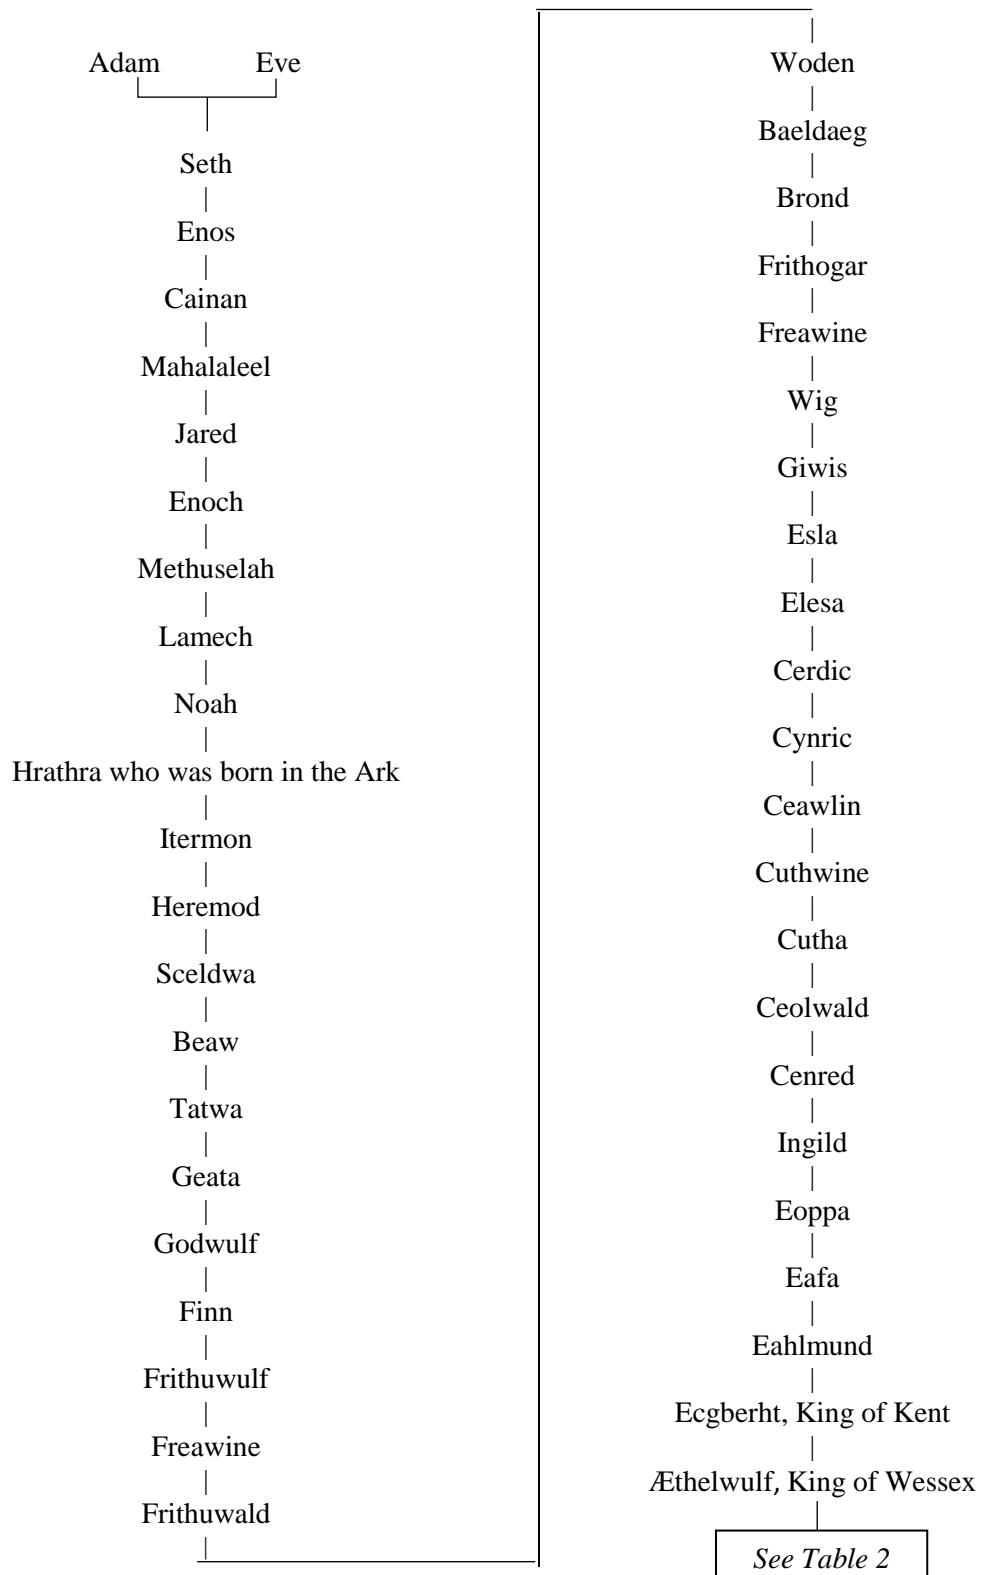 Adam Eve
Seth
Enos
Cainan
Mahalaleel
Jared
Enoch
Methuselah
Lamech
Noah
Hrathra who was born in the Ark
Itermon
Heremod
Sceldwa
Beaw
Tatwa
Geata
Godwulf
Finn
Frithuwulf
Freawine
Frithuwald
Woden
Baeldaeg
Brond
Frithogar
Freawine
Wig
Giwis
Esla
Elesa
Cerdic
Cynric
Ceawlin
Cuthwine
Cutha
Ceolwald
Cenred
Ingild
Eoppa
Eafa
Eahlmund
Ecgberht, King of Kent
Æthelwulf, King of Wessex
See Table 2